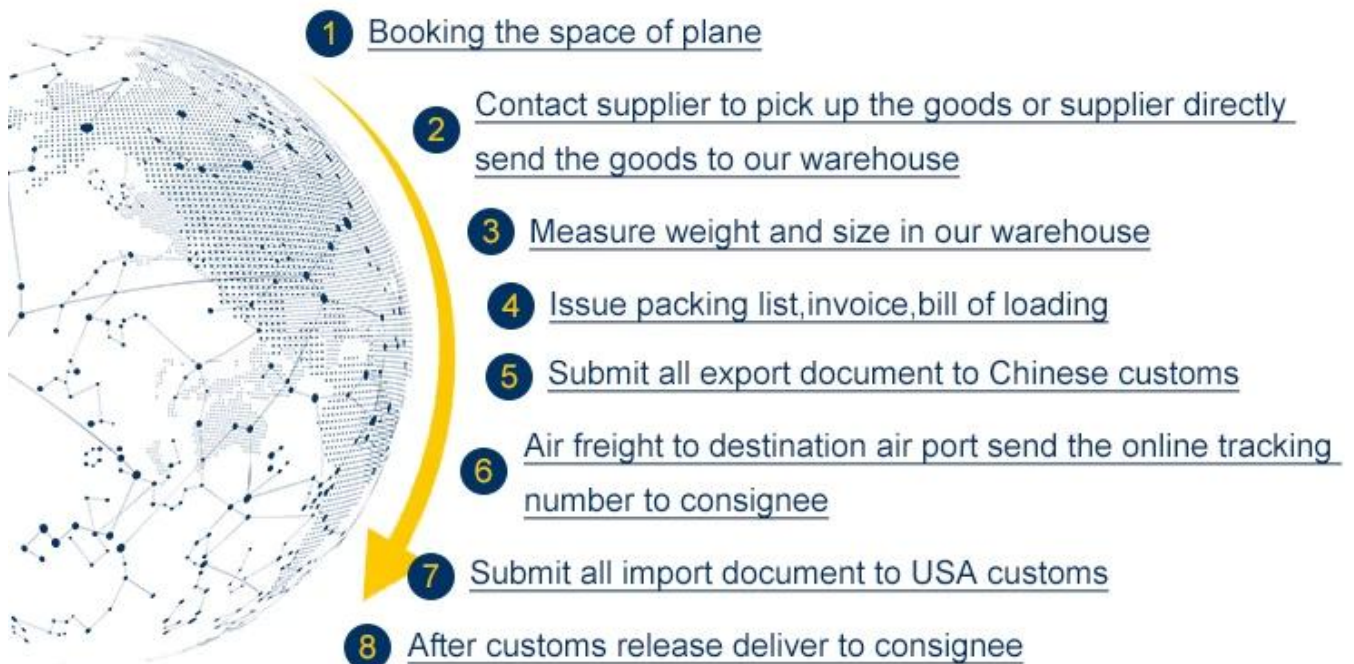 1 Booking the space of plane
2 Contact supplier to pick up the goods or supplier directly
send the goods to our warehouse
3 Measure weight and size in our warehouse
4 Issue packing list,invoice,bill of loading
5 Submit all export document to Chinese customs
6 Air freight to destination air port send the online tracking
number to consignee
7 Submit all import document to USA customs
8 After customs release deliver to consignee